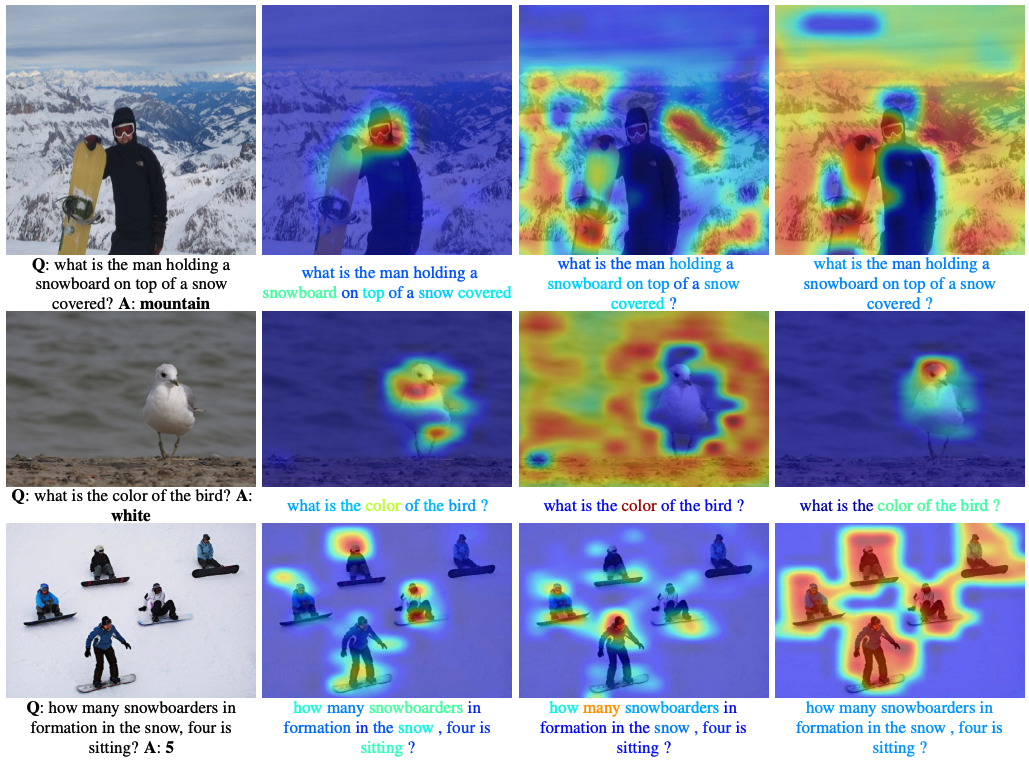 Q: what is the man holding a
snowboard on top of a snow
covered? A: mountain
what is the man holding a
snowboard on top of a snow covered
what is the man holding a
snowboard on top of a snow
covered ?
what is the man holding a
snowboard on top of a snow
covered ?
Q: what is the color of the bird? A:
white
what is the color of the bird ?
what is the color of the bird ?
what is the color of the bird ?
Q: how many snowboarders in
formation in the snow, four is
sitting? A: 5
how many snowboarders in
formation in the snow , four is
sitting ?
how many snowboarders in
formation in the snow , four is
sitting ?
how many snowboarders in
formation in the snow , four is
sitting ?